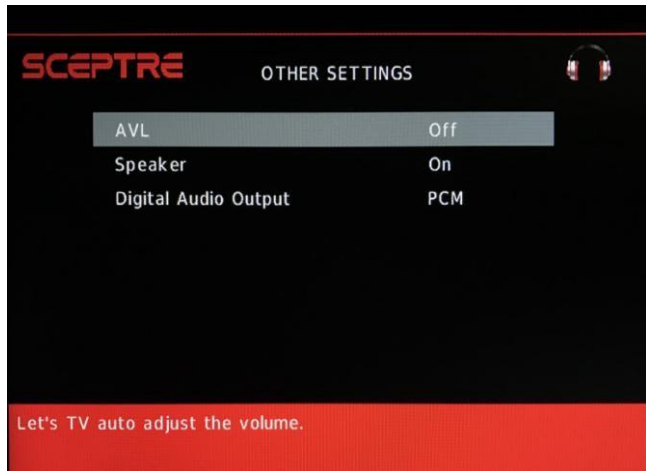 SCEPTRE OTHER SETTINGS
AVL Off
Speaker On
Digital Audio Output PCM
Let's TV auto adjust the volume.